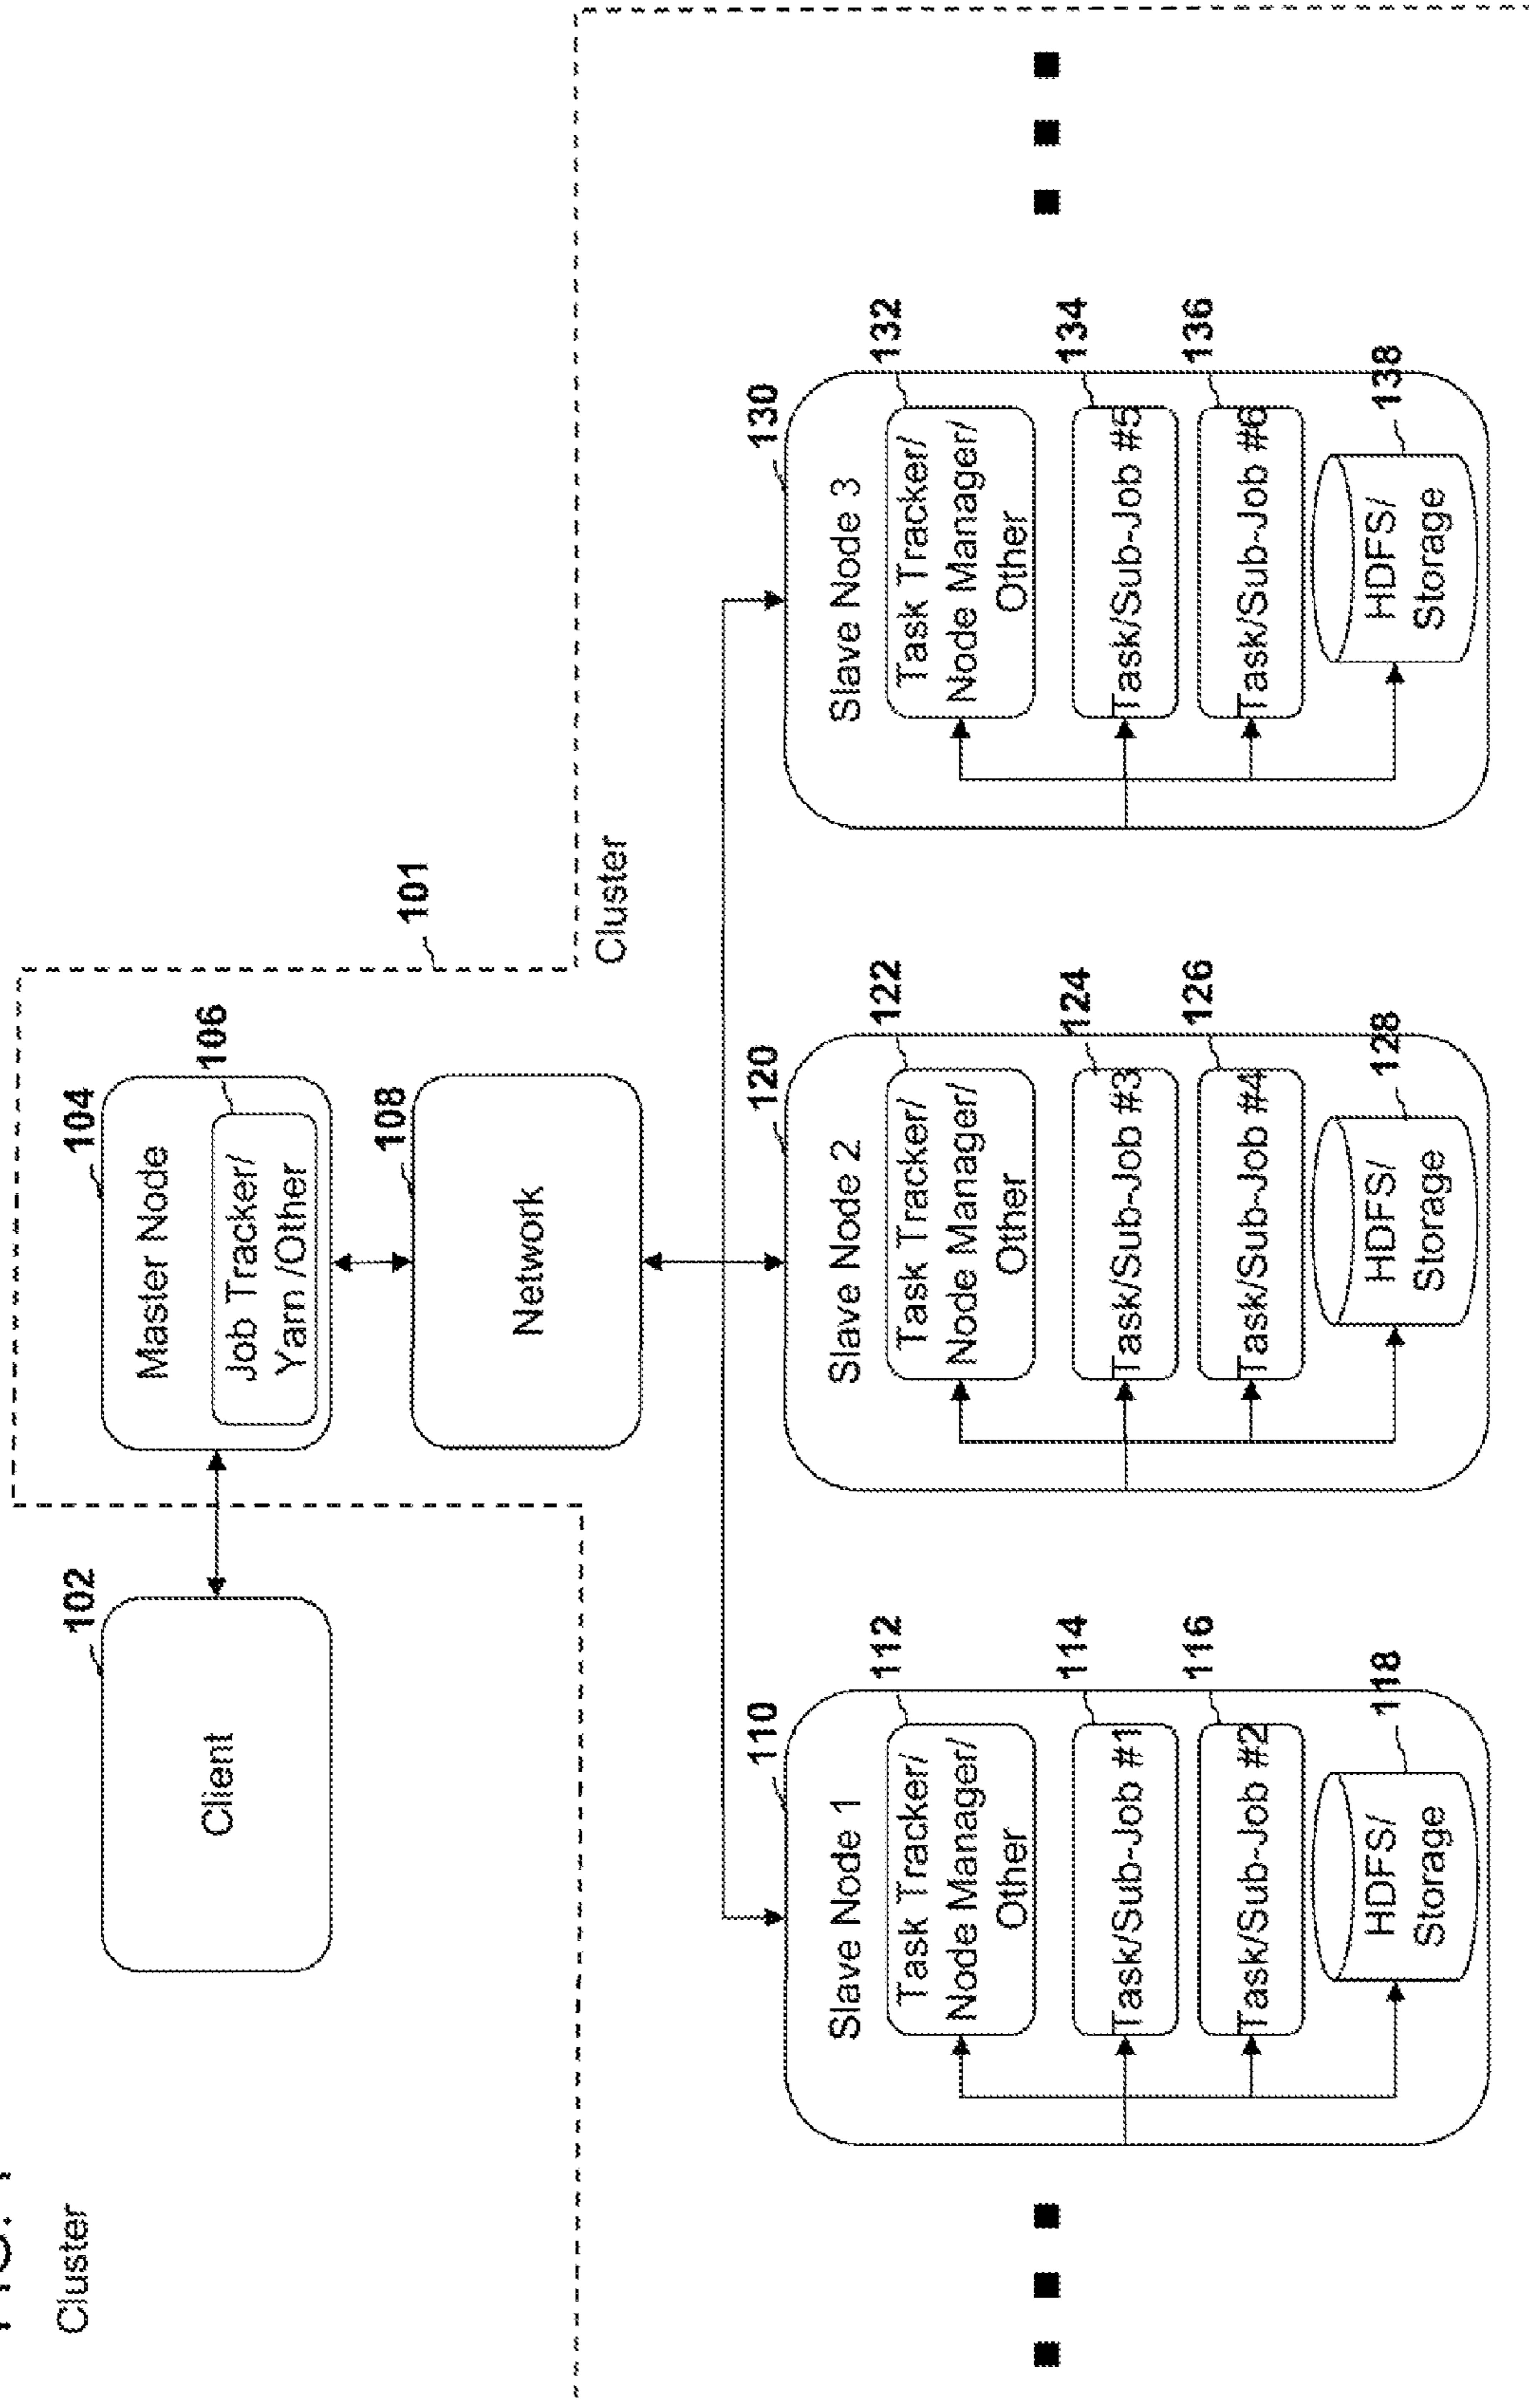 Cluster
102
Client
104
Master Node
106
Job Tracker/
Yarn /Other
101
108
Network
Cluster
110
Slave Node 1
112
Task Tracker/
Node Manager/
Other
114
Task/Sub-Job #1
116
Task/Sub-Job #2
118
HDFS/
Storage
120
Slave Node 2
122
Task Tracker/
Node Manager/
Other
124
Task/Sub-Job #3
126
Task/Sub-Job #4
128
HDFS/
Storage
130
Slave Node 3
132
Task Tracker/
Node Manager/
Other
134
Task/Sub-Job #5
136
Task/Sub-Job #6
138
HDFS/
Storage